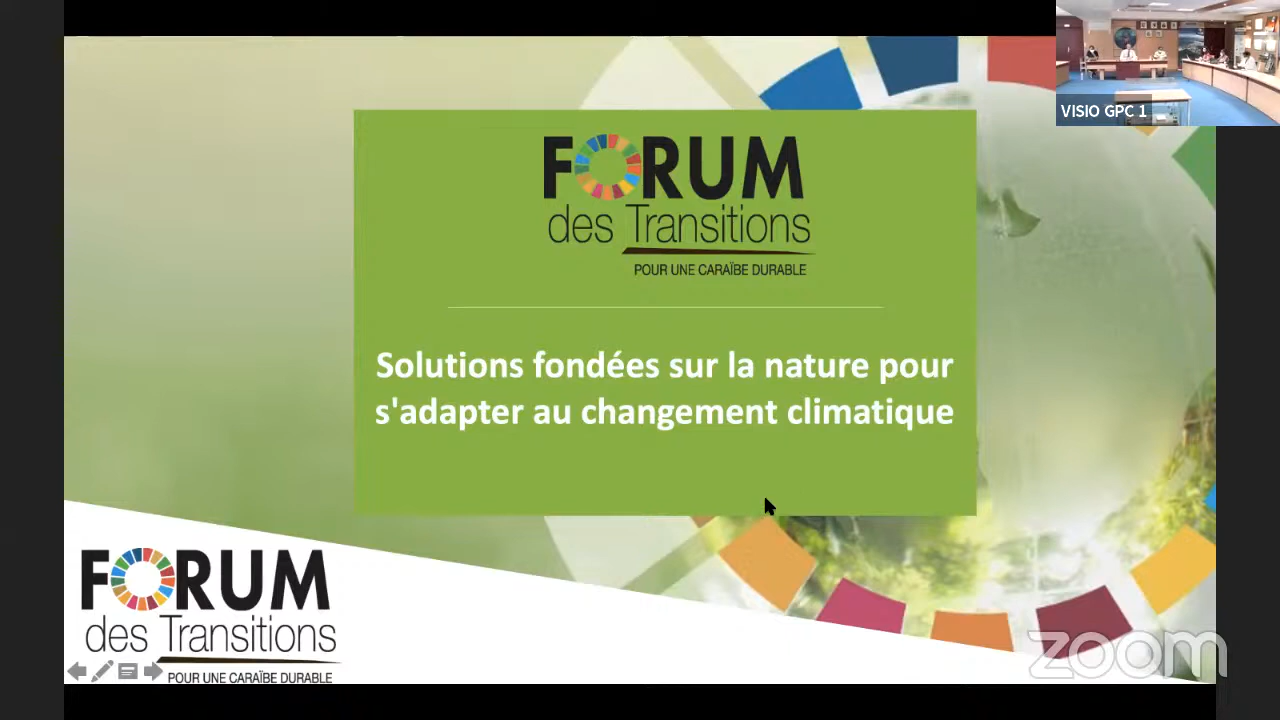 VISIO GPC 1
FORUM
des Transitions
POUR UNE CARAÏBE DURABLE
Solutions fondées sur la nature pour
s'adapter au changement climatique
FORUM
des Transitions
POUR UNE CARAÏBE DURABLE
zoom